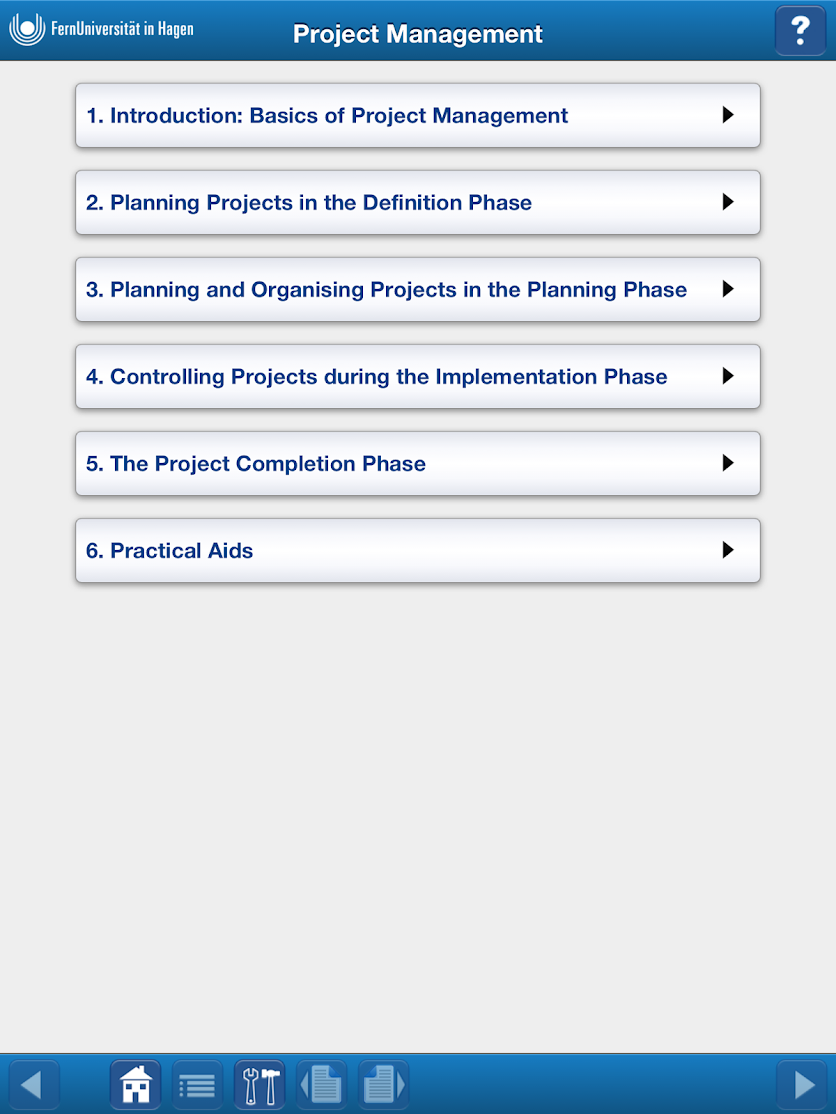 FernUniversität in Hagen
Project Management
?
1. Introduction: Basics of Project Management
2. Planning Projects in the Definition Phase
3. Planning and Organising Projects in the Planning Phase
4. Controlling Projects during the Implementation Phase
5. The Project Completion Phase
6. Practical Aids